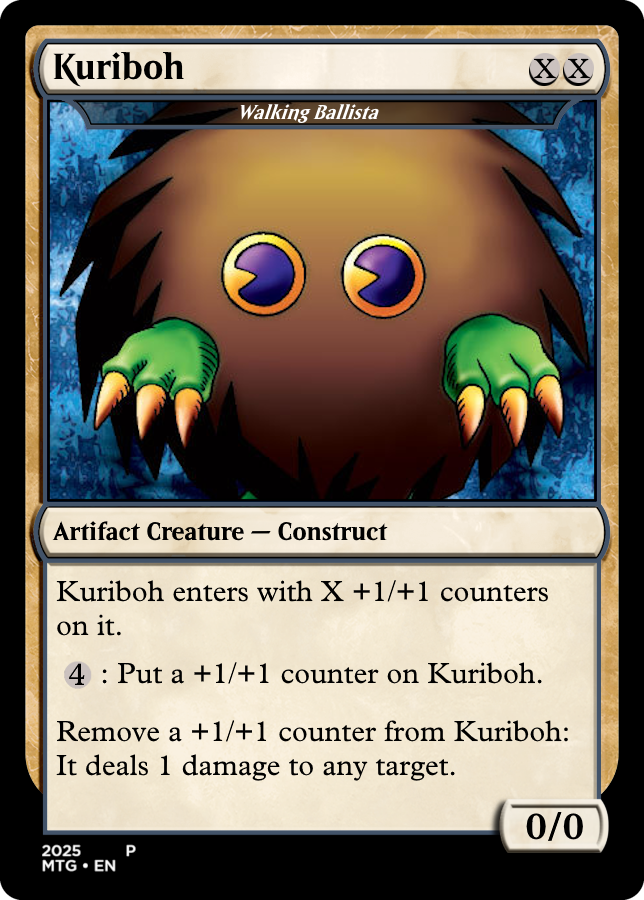 Kuriboh XX
Walking Ballista
Artifact Creature — Construct
Kuriboh enters with X +1/+1 counters
on it.
4 : Put a +1/+1 counter on Kuriboh.
Remove a +1/+1 counter from Kuriboh:
It deals 1 damage to any target.
0/0
2025 P
MTG • EN